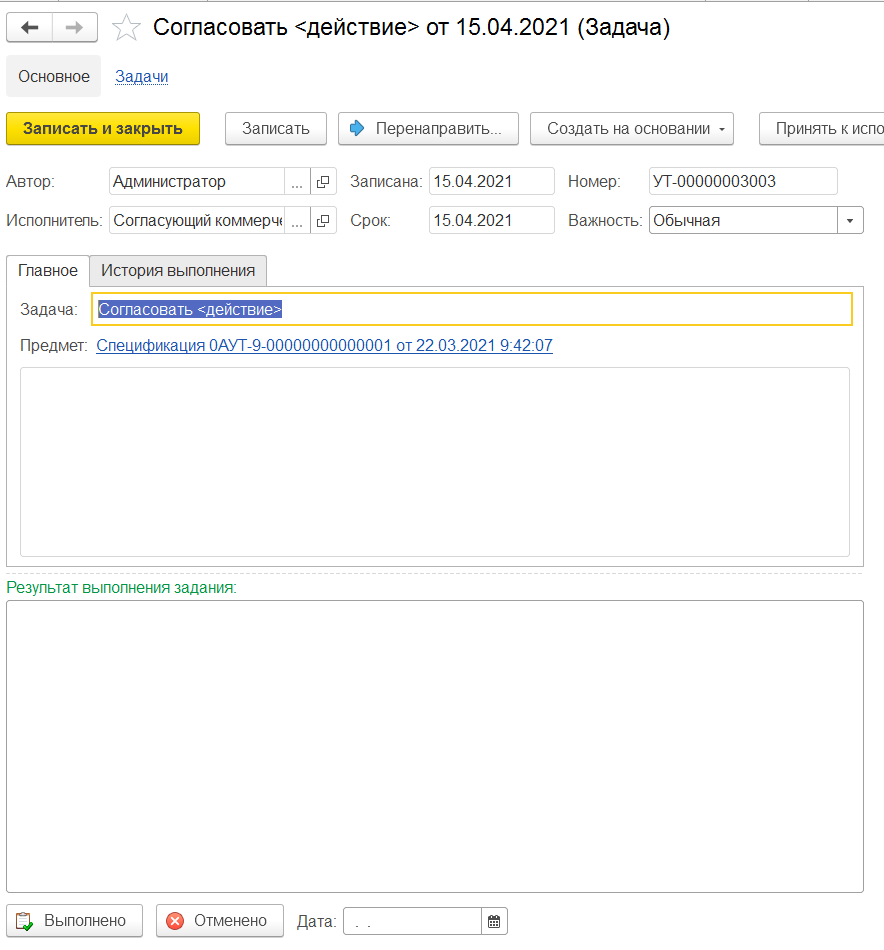 Согласовать <действие> от 15.04.2021 (Задача)
Основное Задачи
Записать и закрыть Записать Перенаправить... Создать на основании Принять к испо
Автор: Администратор ... Записана: 15.04.2021 Номер: УТ-00000003003
Исполнитель: Согласующий коммерче ... Срок: 15.04.2021 Важность: Обычная
Главное История выполнения
Задача: Согласовать <действие>
Предмет: Спецификация 0АУТ-9-00000000000001 от 22.03.2021 9:42:07
Результат выполнения задания:
Выполнено Отменено Дата: . .